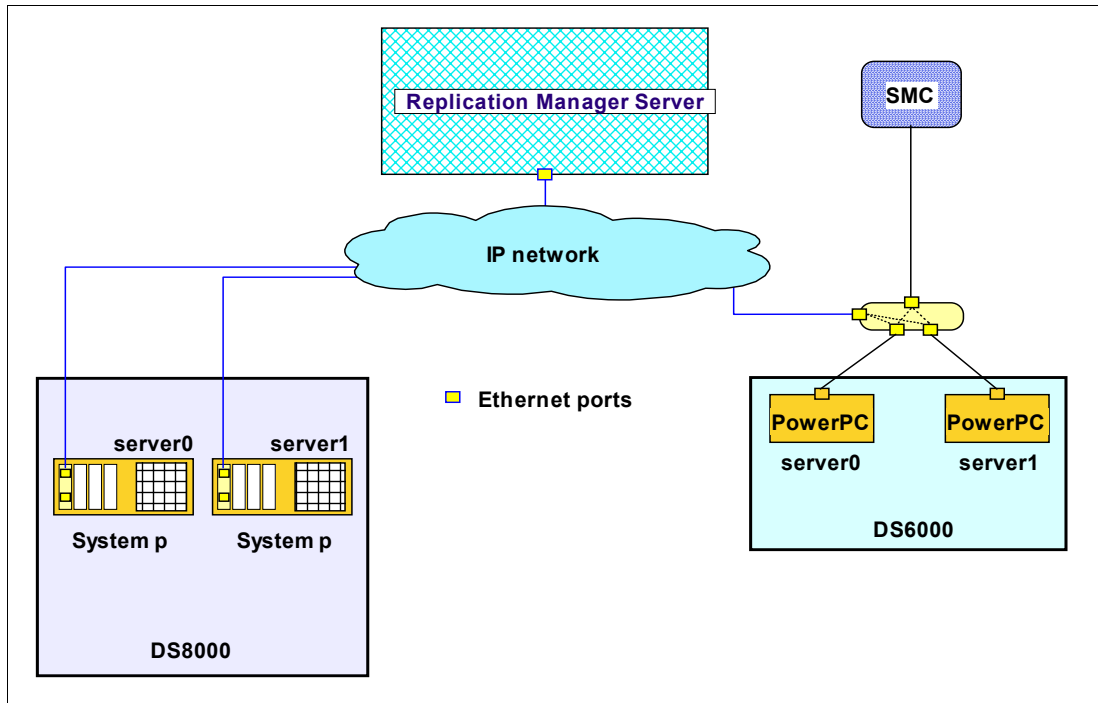 Replication Manager Server
SMC
IP network
Ethernet ports
server0
server1
System p
System p
DS8000
PowerPC
PowerPC
server0
server1
DS6000